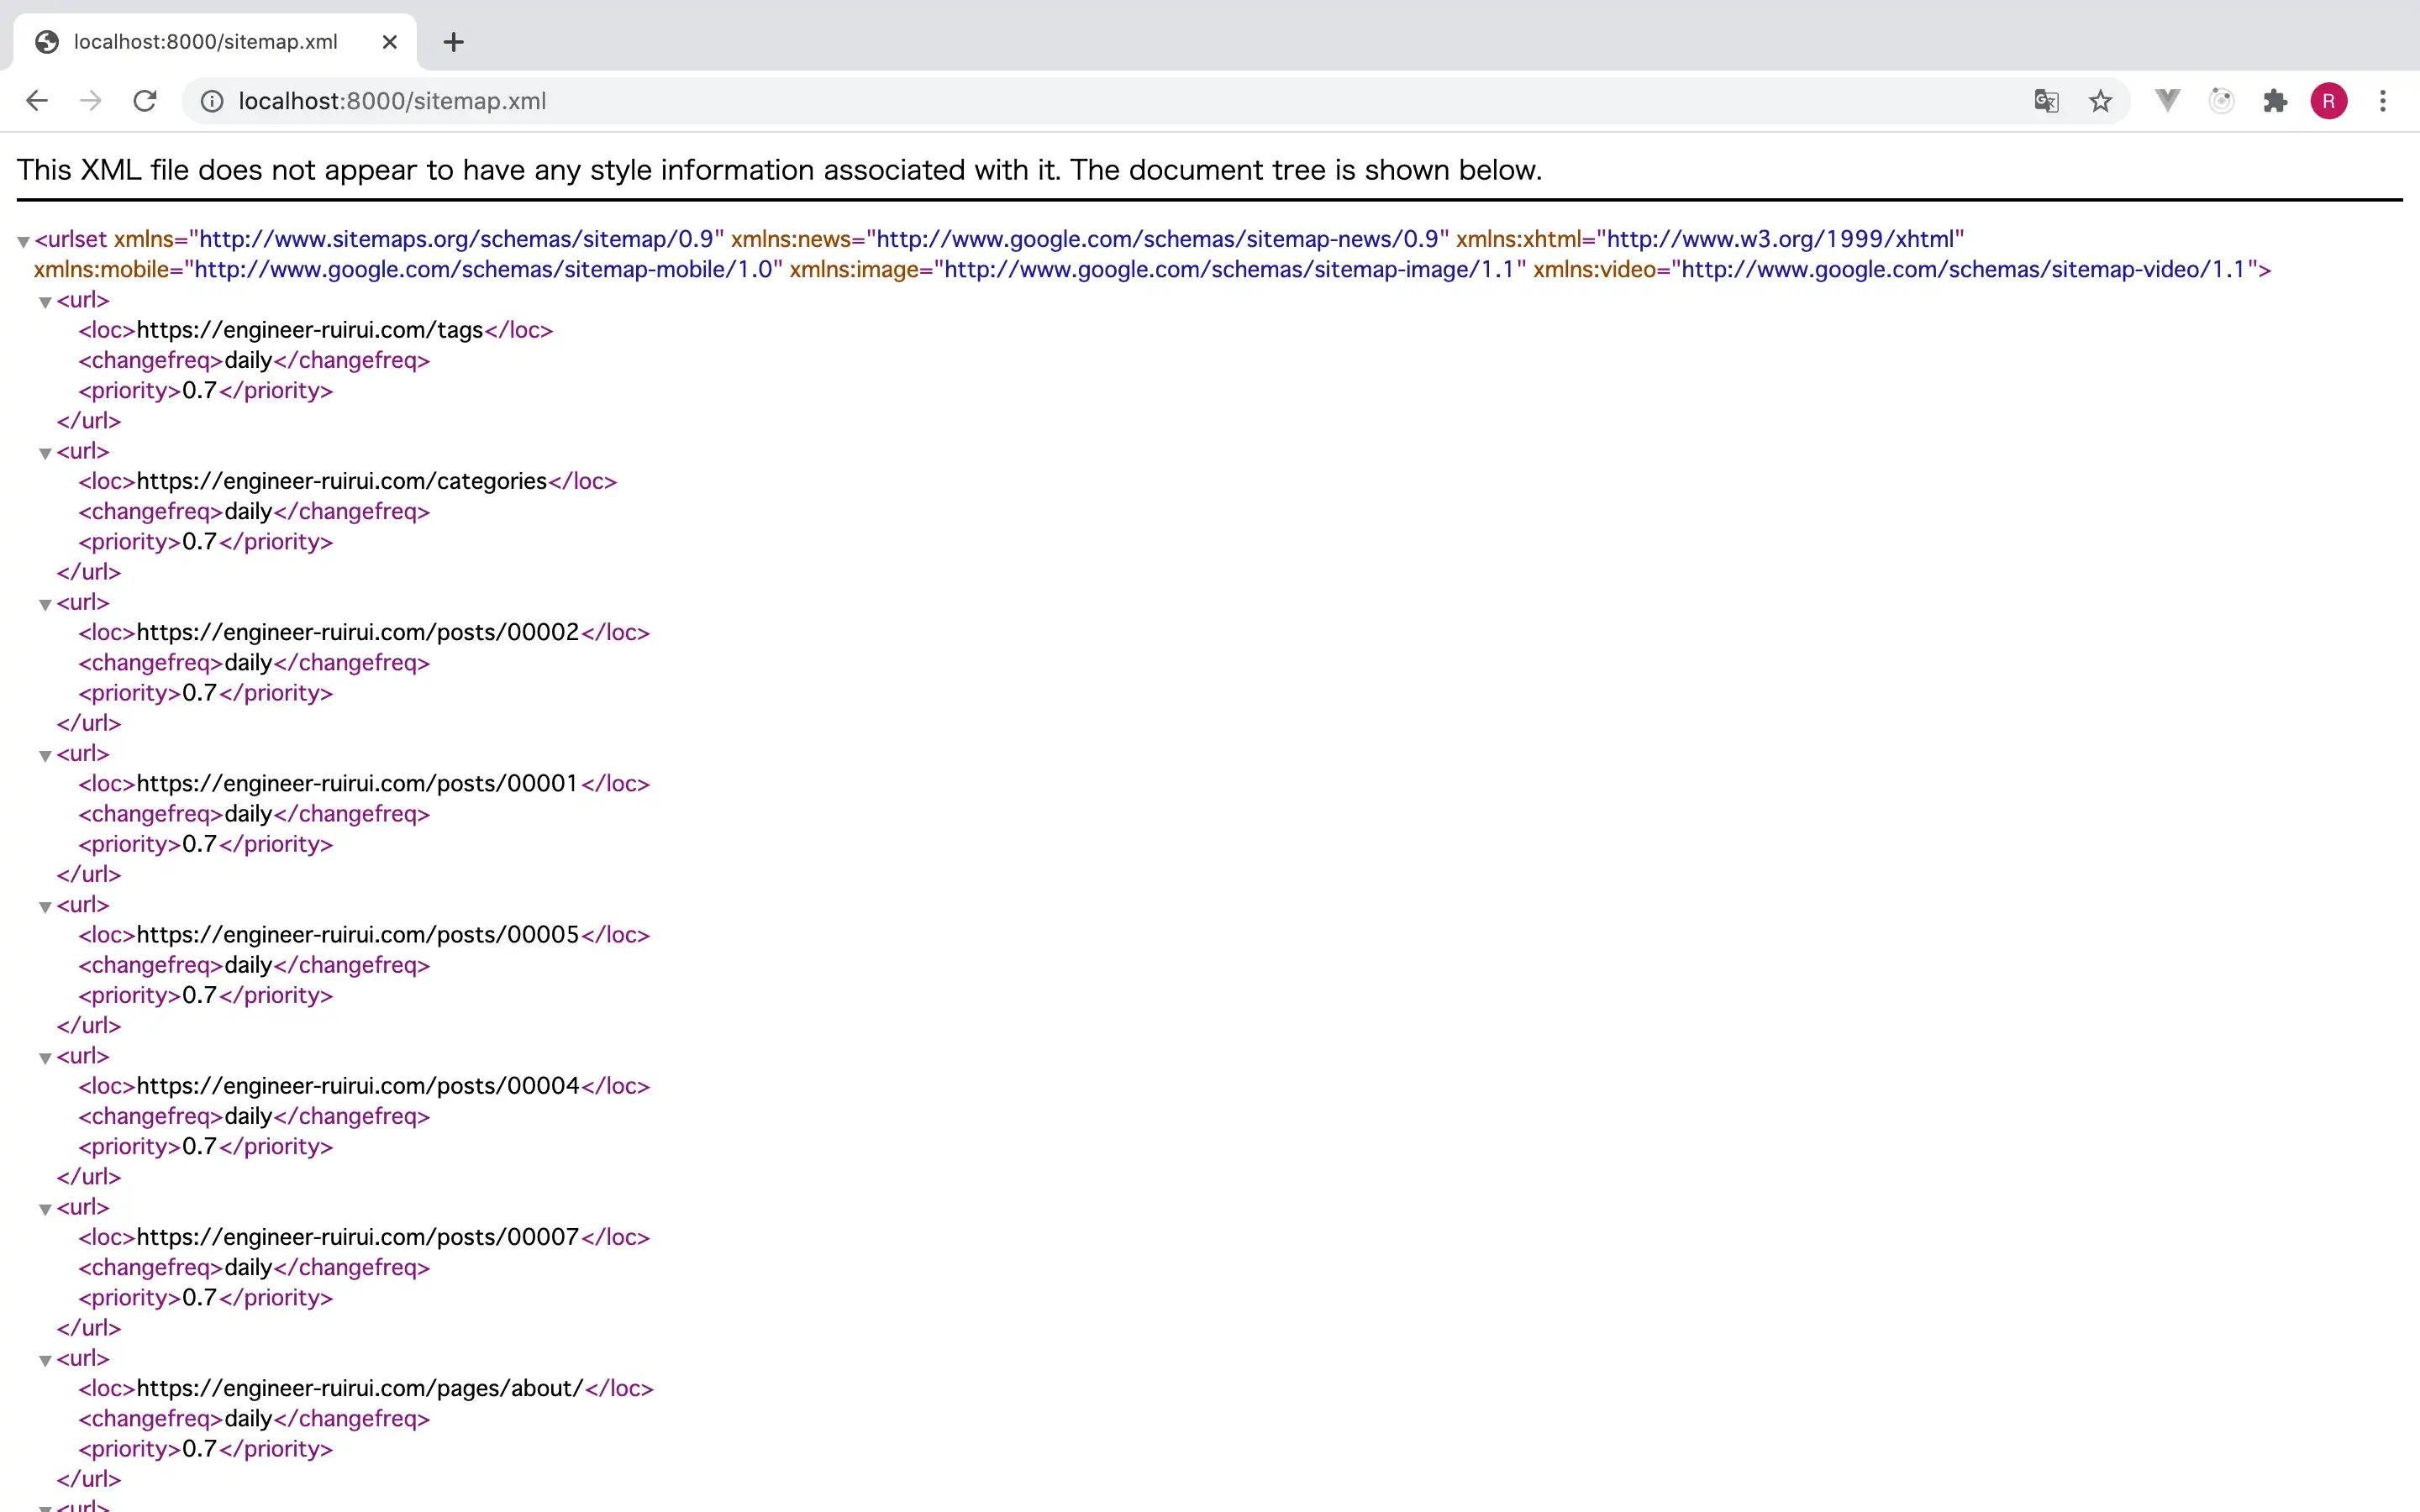 localhost:8000/sitemap.xml
localhost:8000/sitemap.xml
R
This XML file does not appear to have any style information associated with it. The document tree is shown below.
<urlset xmlns="http://www.sitemaps.org/schemas/sitemap/0.9" xmlns:news="http://www.google.com/schemas/sitemap-news/0.9" xmlns:xhtml="http://www.w3.org/1999/xhtml"
xmlns:mobile="http://www.google.com/schemas/sitemap-mobile/1.0" xmlns:image="http://www.google.com/schemas/sitemap-image/1.1" xmlns:video="http://www.google.com/schemas/sitemap-video/1.1">
<url>
<loc>https://engineer-ruirui.com/tags</loc>
<changefreq>daily</changefreq>
<priority>0.7</priority>
</url>
<url>
<loc>https://engineer-ruirui.com/categories</loc>
<changefreq>daily</changefreq>
<priority>0.7</priority>
</url>
<url>
<loc>https://engineer-ruirui.com/posts/00002</loc>
<changefreq>daily</changefreq>
<priority>0.7</priority>
</url>
<url>
<loc>https://engineer-ruirui.com/posts/00001</loc>
<changefreq>daily</changefreq>
<priority>0.7</priority>
</url>
<url>
<loc>https://engineer-ruirui.com/posts/00005</loc>
<changefreq>daily</changefreq>
<priority>0.7</priority>
</url>
<url>
<loc>https://engineer-ruirui.com/posts/00004</loc>
<changefreq>daily</changefreq>
<priority>0.7</priority>
</url>
<url>
<loc>https://engineer-ruirui.com/posts/00007</loc>
<changefreq>daily</changefreq>
<priority>0.7</priority>
</url>
<url>
<loc>https://engineer-ruirui.com/pages/about/</loc>
<changefreq>daily</changefreq>
<priority>0.7</priority>
</url>
<url>